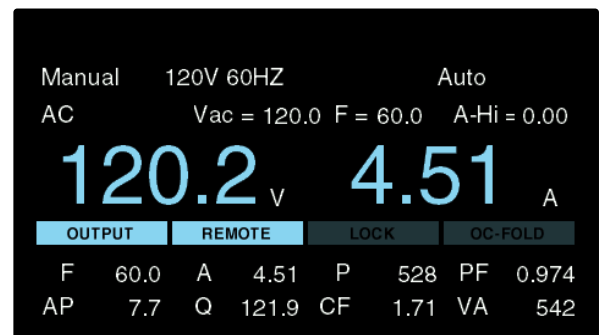 Manual 120V 60HZ Auto
AC Vac = 120.0 F = 60.0 A-Hi = 0.00
120.2 V 4.51 A
OUTPUT REMOTE LOCK OC-FOLD
F 60.0 A 4.51 P 528 PF 0.974
AP 7.7 Q 121.9 CF 1.71 VA 542